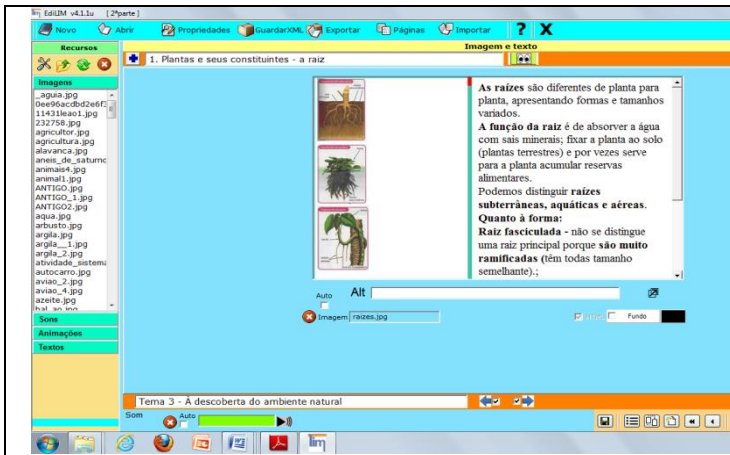 EdiLIM v4.1.1u [2ªparte]
Novo Abrir Propriedades GuardarXML Exportar Páginas Importar ? X
Recursos
Imagem e texto
1. Plantas e seus constituintes - a raiz
Imagens
_aguia.jpg
0ee96acdbd2e6f3
11431leao1.jpg
232758.jpg
agricultor.jpg
agricultura.jpg
alavanca.jpg
aneis_de_saturno
animais4.jpg
animal1.jpg
ANTIGO.jpg
ANTIGO_1.jpg
ANTIGO2.jpg
aqua.jpg
arbusto.jpg
argila.jpg
argila__1.jpg
argila_2.jpg
atividade_sistema
autocarro.jpg
aviao_2.jpg
aviao_4.jpg
azeite.jpg
Sons
Animações
Textos
As raízes são diferentes de planta para
planta, apresentando formas e tamanhos
variados.
A função da raiz é de absorver a água
com sais minerais; fixar a planta ao solo
(plantas terrestres) e por vezes serve
para a planta acumular reservas
alimentares.
Podemos distinguir raízes
subterrâneas, aquáticas e aéreas.
Quanto à forma:
Raiz fasciculada - não se distingue
uma raiz principal porque são muito
ramificadas (têm todas tamanho
semelhante).;
Auto Alt
Imagem raizes.jpg
Fundo
Tema 3 - À descoberta do ambiente natural
Som Auto
lim